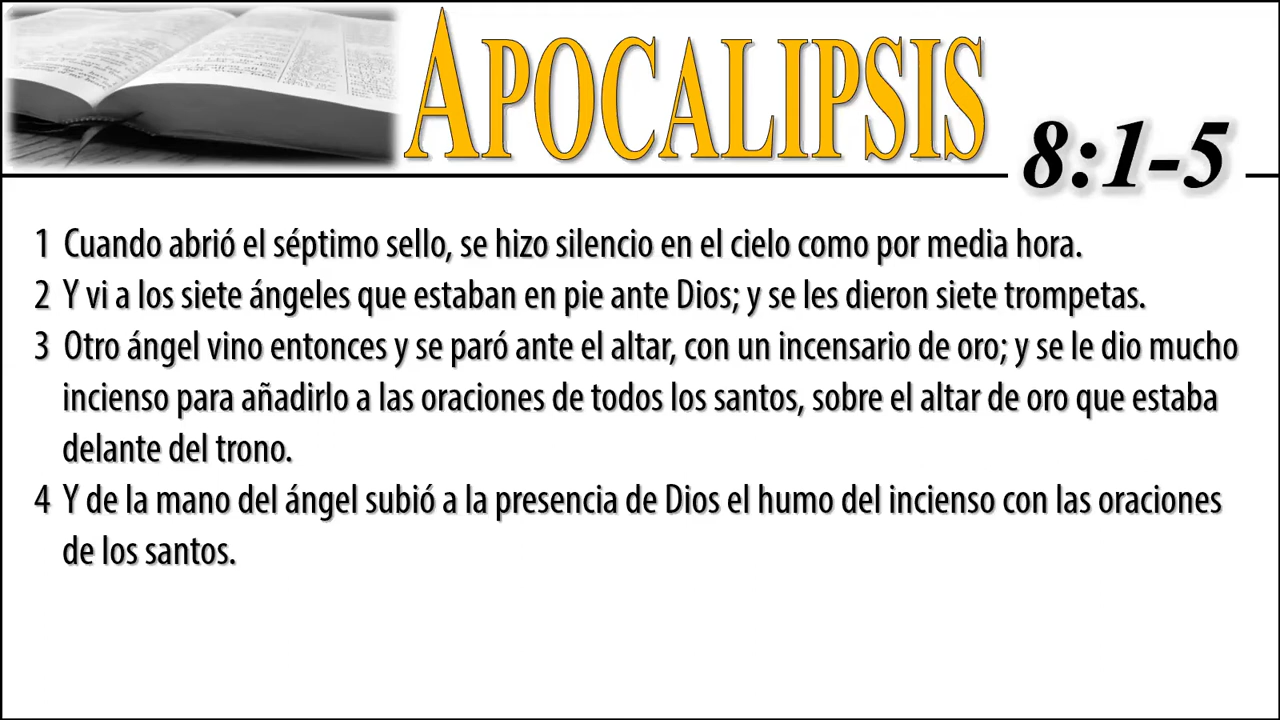 APOCALIPSIS
8:1-5
1 Cuando abrió el séptimo sello, se hizo silencio en el cielo como por media hora.
2 Y vi a los siete ángeles que estaban en pie ante Dios; y se les dieron siete trompetas.
3 Otro ángel vino entonces y se paró ante el altar, con un incensario de oro; y se le dio mucho
incienso para añadirlo a las oraciones de todos los santos, sobre el altar de oro que estaba
delante del trono.
4 Y de la mano del ángel subió a la presencia de Dios el humo del incienso con las oraciones
de los santos.